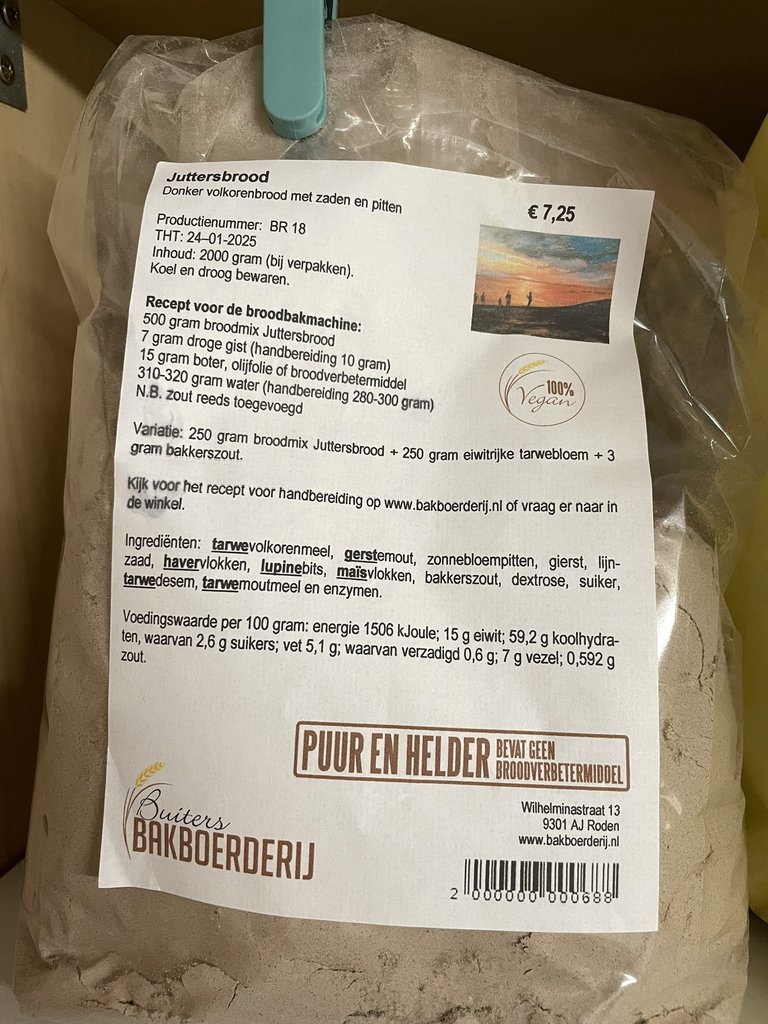 Juttersbrood
Donker volkorenbrood met zaden en pitten
€ 7,25
Productienummer: BR 18
THT: 24–01-2025
Inhoud: 2000 gram (bij verpakken).
Koel en droog bewaren.
Recept voor de broodbakmachine:
500 gram broodmix Juttersbrood
7 gram droge gist (handbereiding 10 gram)
15 gram boter, olijfolie of broodverbetermiddel
310-320 gram water (handbereiding 280-300 gram)
N.B. zout reeds toegevoegd
100%
Vegan
Variatie: 250 gram broodmix Juttersbrood + 250 gram eiwitrijke tarwebloem + 3
gram bakkerszout.
Kijk voor het recept voor handbereiding op www.bakboerderij.nl of vraag er naar in
de winkel.
Ingrediënten: tarwevolkorenmeel, gerstemout, zonnebloempitten, gierst, lijn-
zaad, havervlokken, lupinebits, maïsvlokken, bakkerszout, dextrose, suiker,
tarwedesem, tarwemoutmeel en enzymen.
Voedingswaarde per 100 gram: energie 1506 kJoule; 15 g eiwit; 59,2 g koolhydra-
ten, waarvan 2,6 g suikers; vet 5,1 g; waarvan verzadigd 0,6 g; 7 g vezel; 0,592 g
zout.
PUUR EN HELDER BEVAT GEEN
BROODVERBETERMIDDEL
Buiters
BAKBOERDERIJ
Wilhelminastraat 13
9301 AJ Roden
www.bakboerderij.nl
2 000000 000688